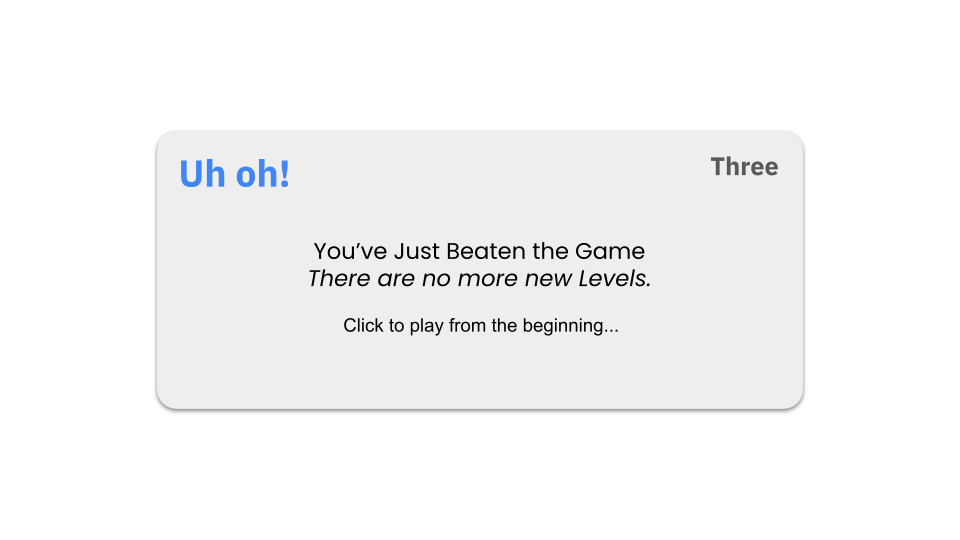 Uh oh!
Three
You’ve Just Beaten the Game
There are no more new Levels.
Click to play from the beginning...